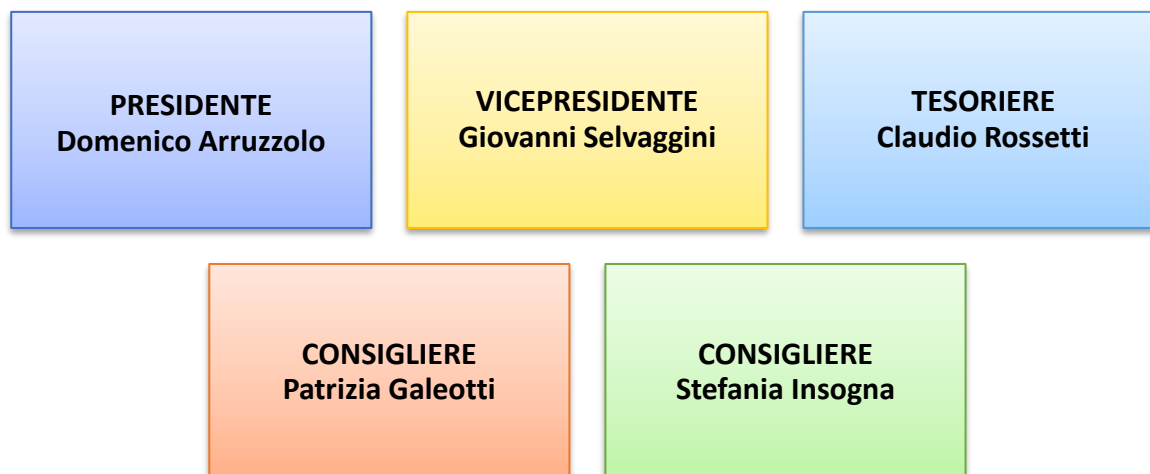 PRESIDENTE
Domenico Arruzzolo
VICEPRESIDENTE
Giovanni Selvaggini
TESORIERE
Claudio Rossetti
CONSIGLIERE
Patrizia Galeotti
CONSIGLIERE
Stefania Insogna